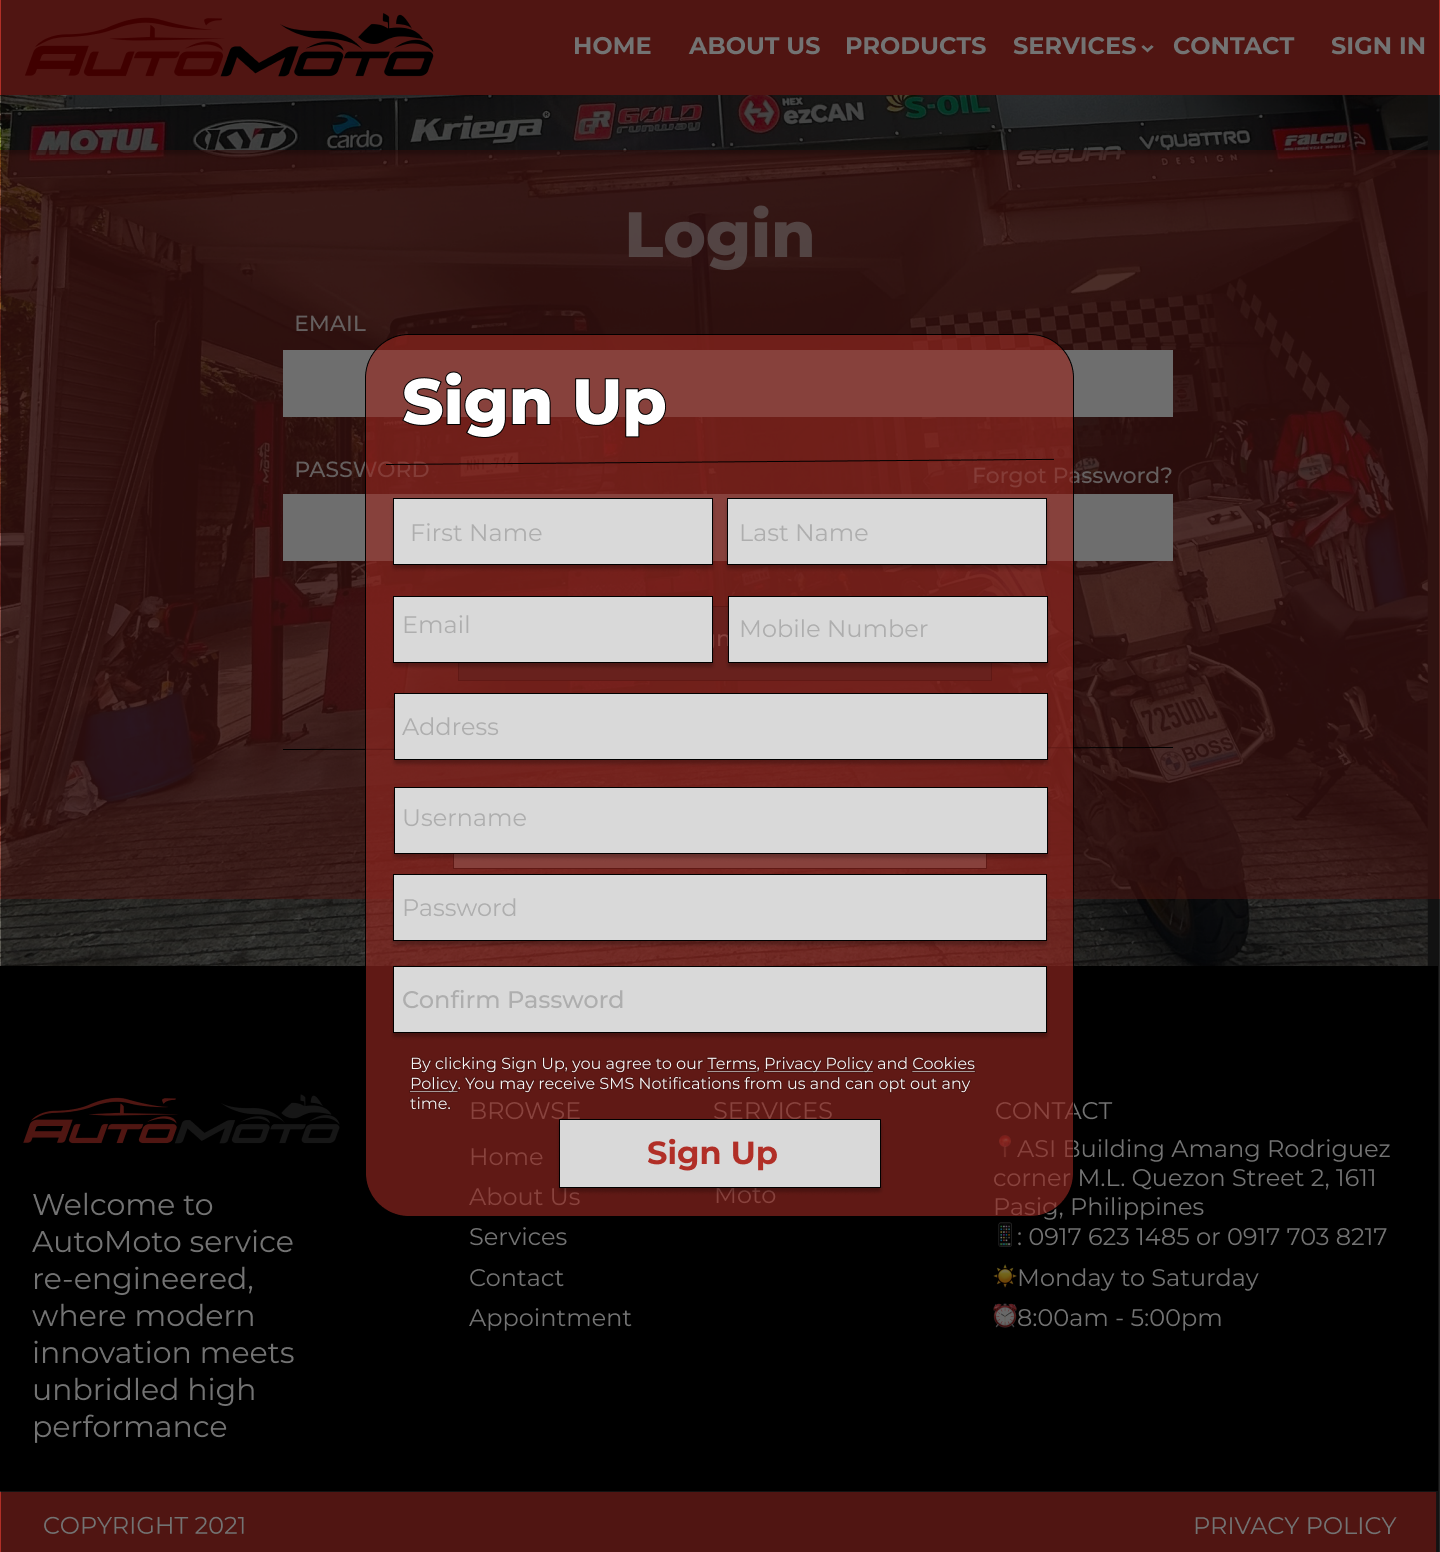 AUTOMOTO
HOME ABOUT US PRODUCTS SERVICES CONTACT SIGN IN
MOTUL KYT cardo Kriega® GR GOLD runway HEX ezCAN S-OIL
SEGURA V'QUATTRO DESIGN FALCO
Login
EMAIL
Sign Up
PASSWORD
Forgot Password?
First Name Last Name
Email Mobile Number
Address
725UDL
BOSS
Username
Password
Confirm Password
By clicking Sign Up, you agree to our Terms, Privacy Policy and Cookies
Policy. You may receive SMS Notifications from us and can opt out any
time.
Sign Up
AUTOMOTO
Welcome to
AutoMoto service
re-engineered,
where modern
innovation meets
unbridled high
performance
BROWSE
Home
About Us
Services
Contact
Appointment
SERVICES
Moto
CONTACT
📍ASI Building Amang Rodriguez
corner M.L. Quezon Street 2, 1611
Pasig, Philippines
📱: 0917 623 1485 or 0917 703 8217
☀️Monday to Saturday
⏰8:00am - 5:00pm
COPYRIGHT 2021 PRIVACY POLICY